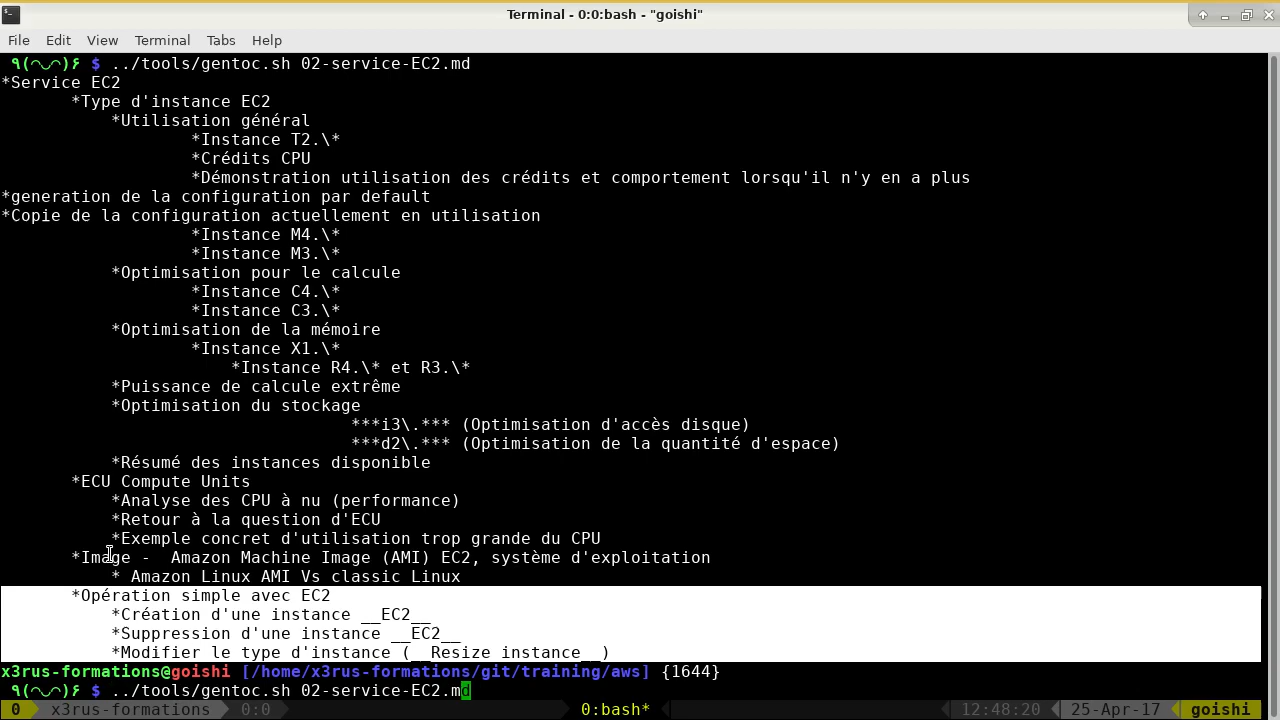 Terminal - 0:0:bash - "goishi"
File Edit View Terminal Tabs Help
٩(◠◡◠)۶ $ ../tools/gentoc.sh 02-service-EC2.md
*Service EC2
*Type d'instance EC2
*Utilisation général
*Instance T2.\*
*Crédits CPU
*Démonstration utilisation des crédits et comportement lorsqu'il n'y en a plus
*generation de la configuration par default
*Copie de la configuration actuellement en utilisation
*Instance M4.\*
*Instance M3.\*
*Optimisation pour le calcule
*Instance C4.\*
*Instance C3.\*
*Optimisation de la mémoire
*Instance X1.\*
*Instance R4.\* et R3.\*
*Puissance de calcule extrême
*Optimisation du stockage
***i3\.*** (Optimisation d'accès disque)
***d2\.*** (Optimisation de la quantité d'espace)
*Résumé des instances disponible
*ECU Compute Units
*Analyse des CPU à nu (performance)
*Retour à la question d'ECU
*Exemple concret d'utilisation trop grande du CPU
*Image -  Amazon Machine Image (AMI) EC2, système d'exploitation
* Amazon Linux AMI Vs classic Linux
*Opération simple avec EC2
*Création d'une instance __EC2__
*Suppression d'une instance __EC2__
*Modifier le type d'instance (__Resize instance__)
x3rus-formations@goishi [/home/x3rus-formations/git/training/aws] {1644}
٩(◠◡◠)۶ $ ../tools/gentoc.sh 02-service-EC2.md
0 x3rus-formations 0:0 0:bash* 12:48:20 25-Apr-17 goishi